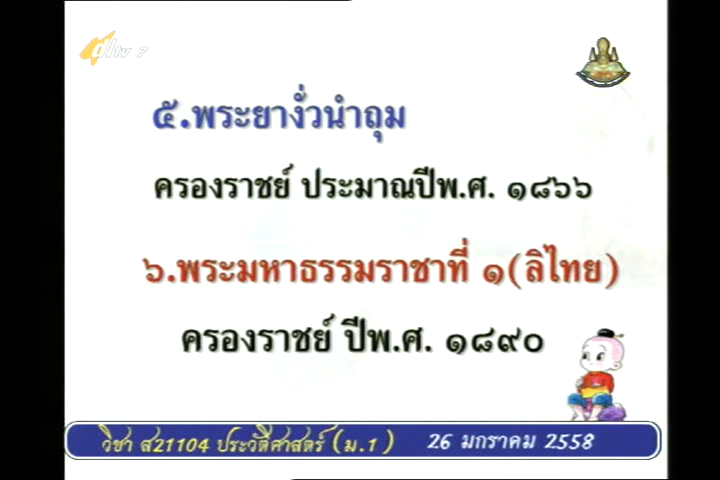 dltv 7
๕.พระยางั่วนำถุม
ครองราชย์ ประมาณปีพ.ศ. ๑๘๖๖
๖.พระมหาธรรมราชาที่ ๑(ลิไทย)
ครองราชย์ ปีพ.ศ. ๑๘๙๐
วิชา ส21104 ประวัติศาสตร์ (ม.1) 26 มกราคม 2558